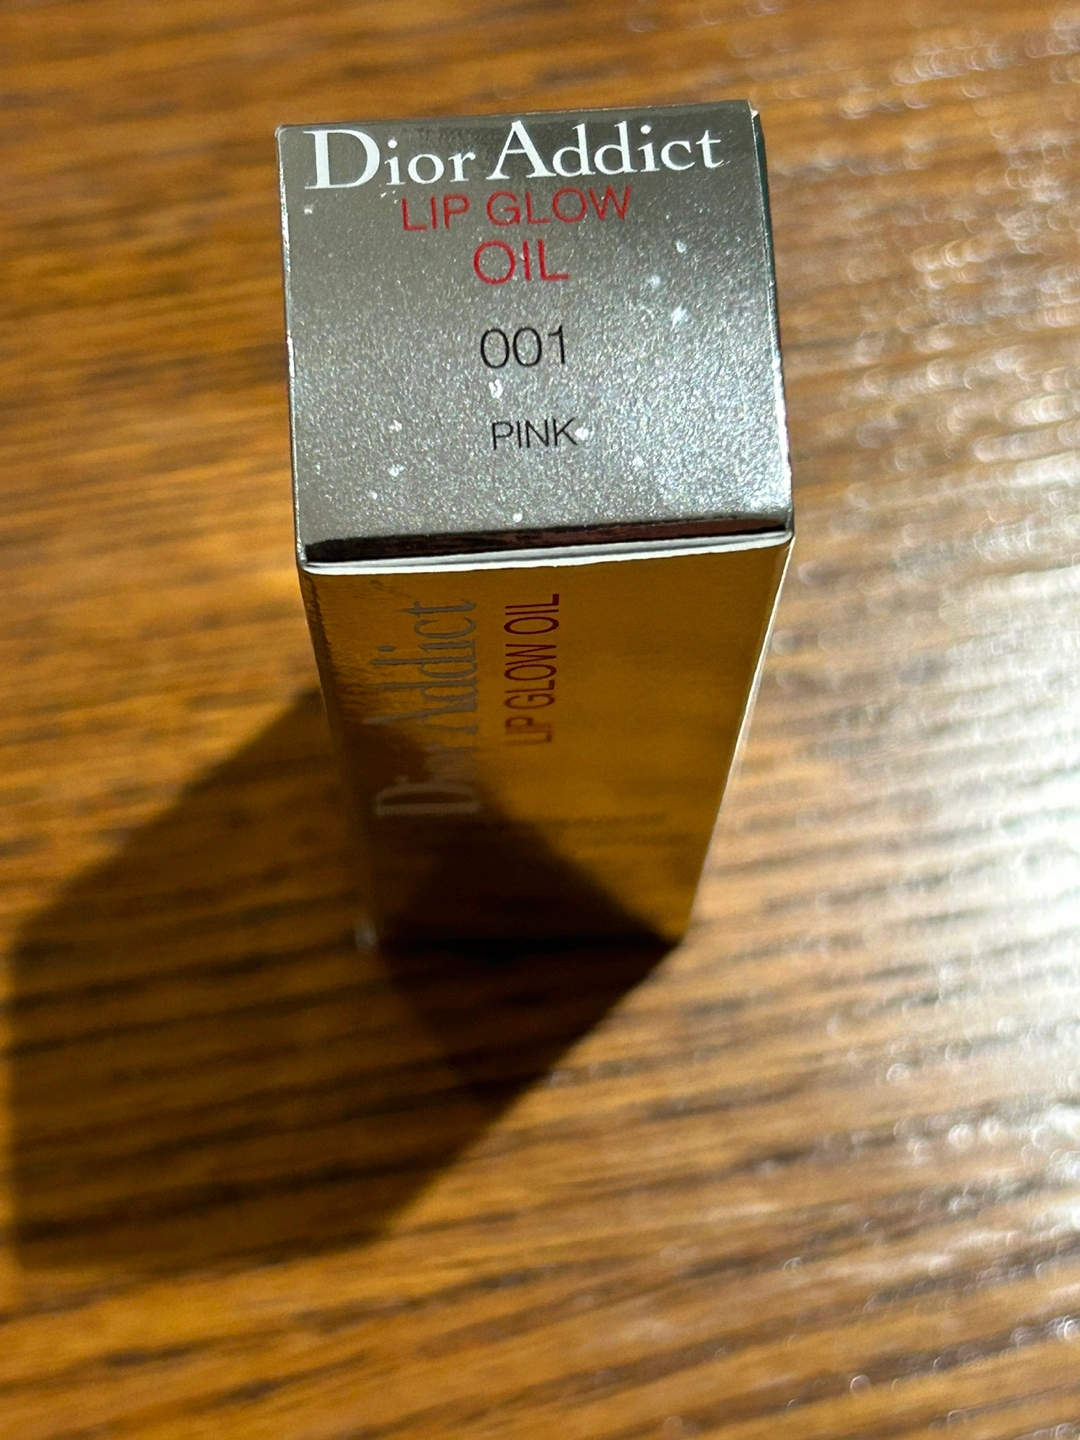 Dior Addict
LIP GLOW
OIL
001
PINK
Dior Addict
LIP GLOW OIL